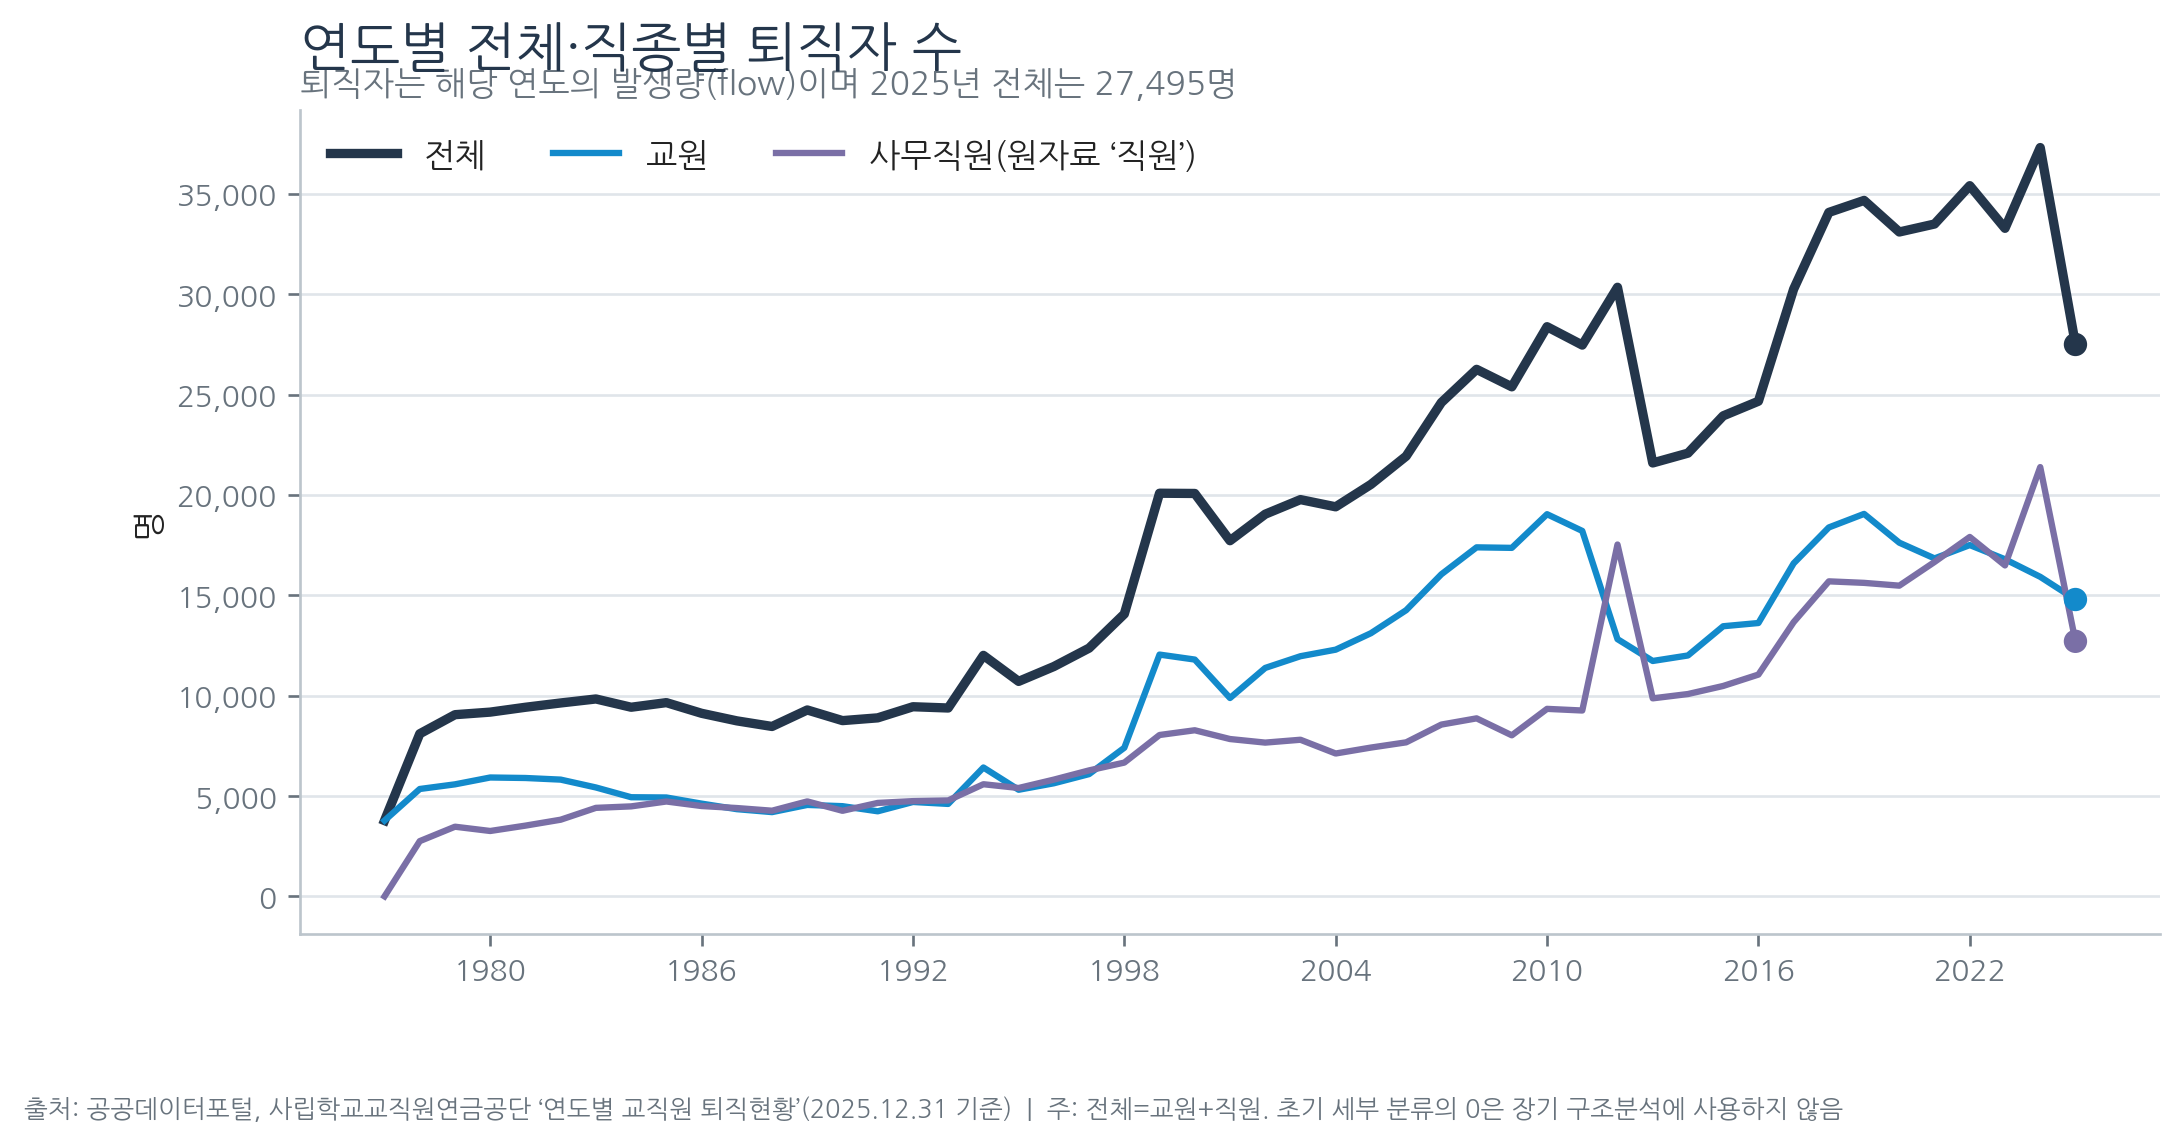 연도별 전체·직종별 퇴직자 수
퇴직자는 해당 연도의 발생량(flow)이며 2025년 전체는 27,495명
전체 교원 사무직원(원자료 ‘직원’)
35,000
30,000
25,000
20,000
15,000
10,000
5,000
0
명
1980 1986 1992 1998 2004 2010 2016 2022
출처: 공공데이터포털, 사립학교교직원연금공단 ‘연도별 교직원 퇴직현황’(2025.12.31 기준) | 주: 전체=교원+직원. 초기 세부 분류의 0은 장기 구조분석에 사용하지 않음